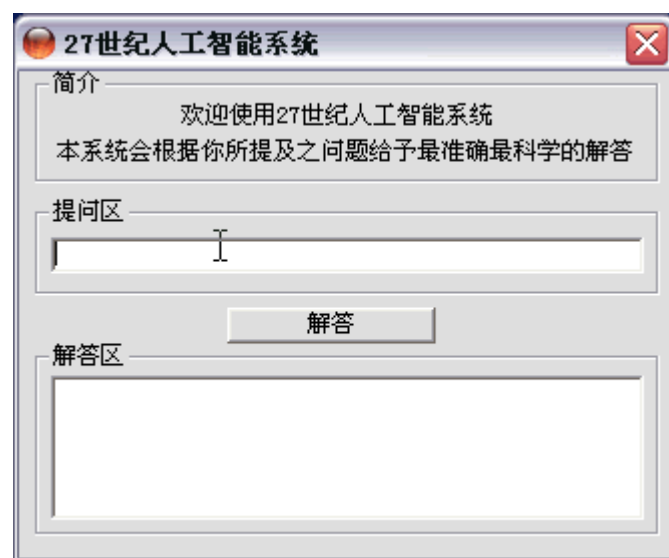 27世纪人工智能系统
简介
欢迎使用27世纪人工智能系统
本系统会根据你所提及之问题给予最准确最科学的解答
提问区
解答
解答区